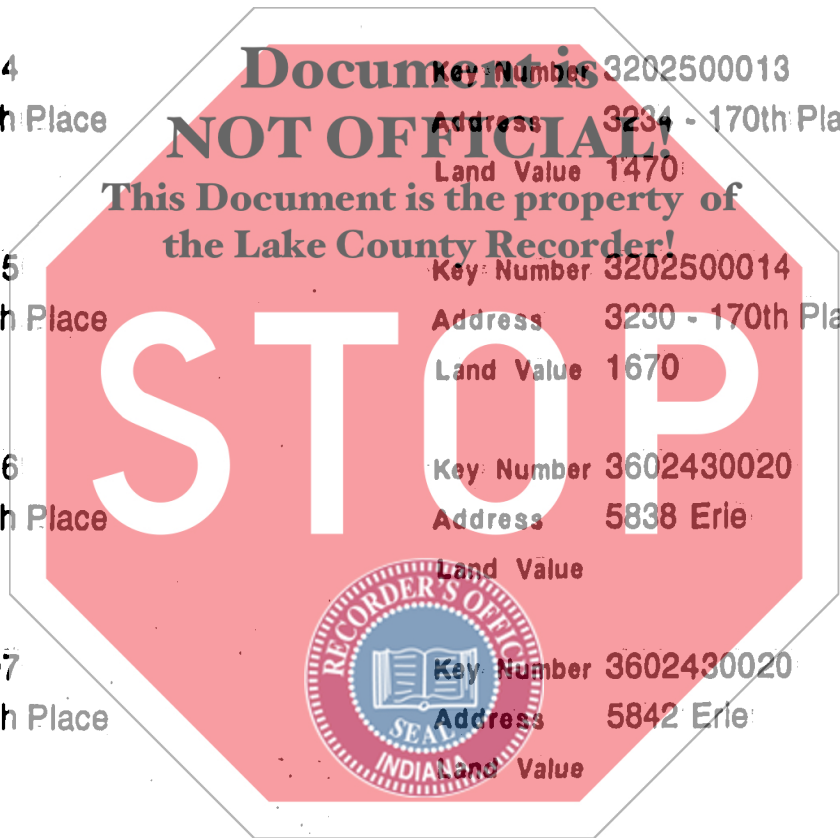 Document is
NOT OFFICIAL!
This Document is the property of
the Lake County Recorder!
STOP
RECORDER'S OFFICE
SEAL
INDIANA
4
h Place
5
h Place
6
h Place
7
h Place
Key Number 3202500013
Address 3234 - 170th Pla
Land Value 1470
Key Number 3202500014
Address 3230 - 170th Pla
Land Value 1670
Key Number 3602430020
Address 5838 Erie
Land Value
Key Number 3602430020
Address 5842 Erie
Land Value